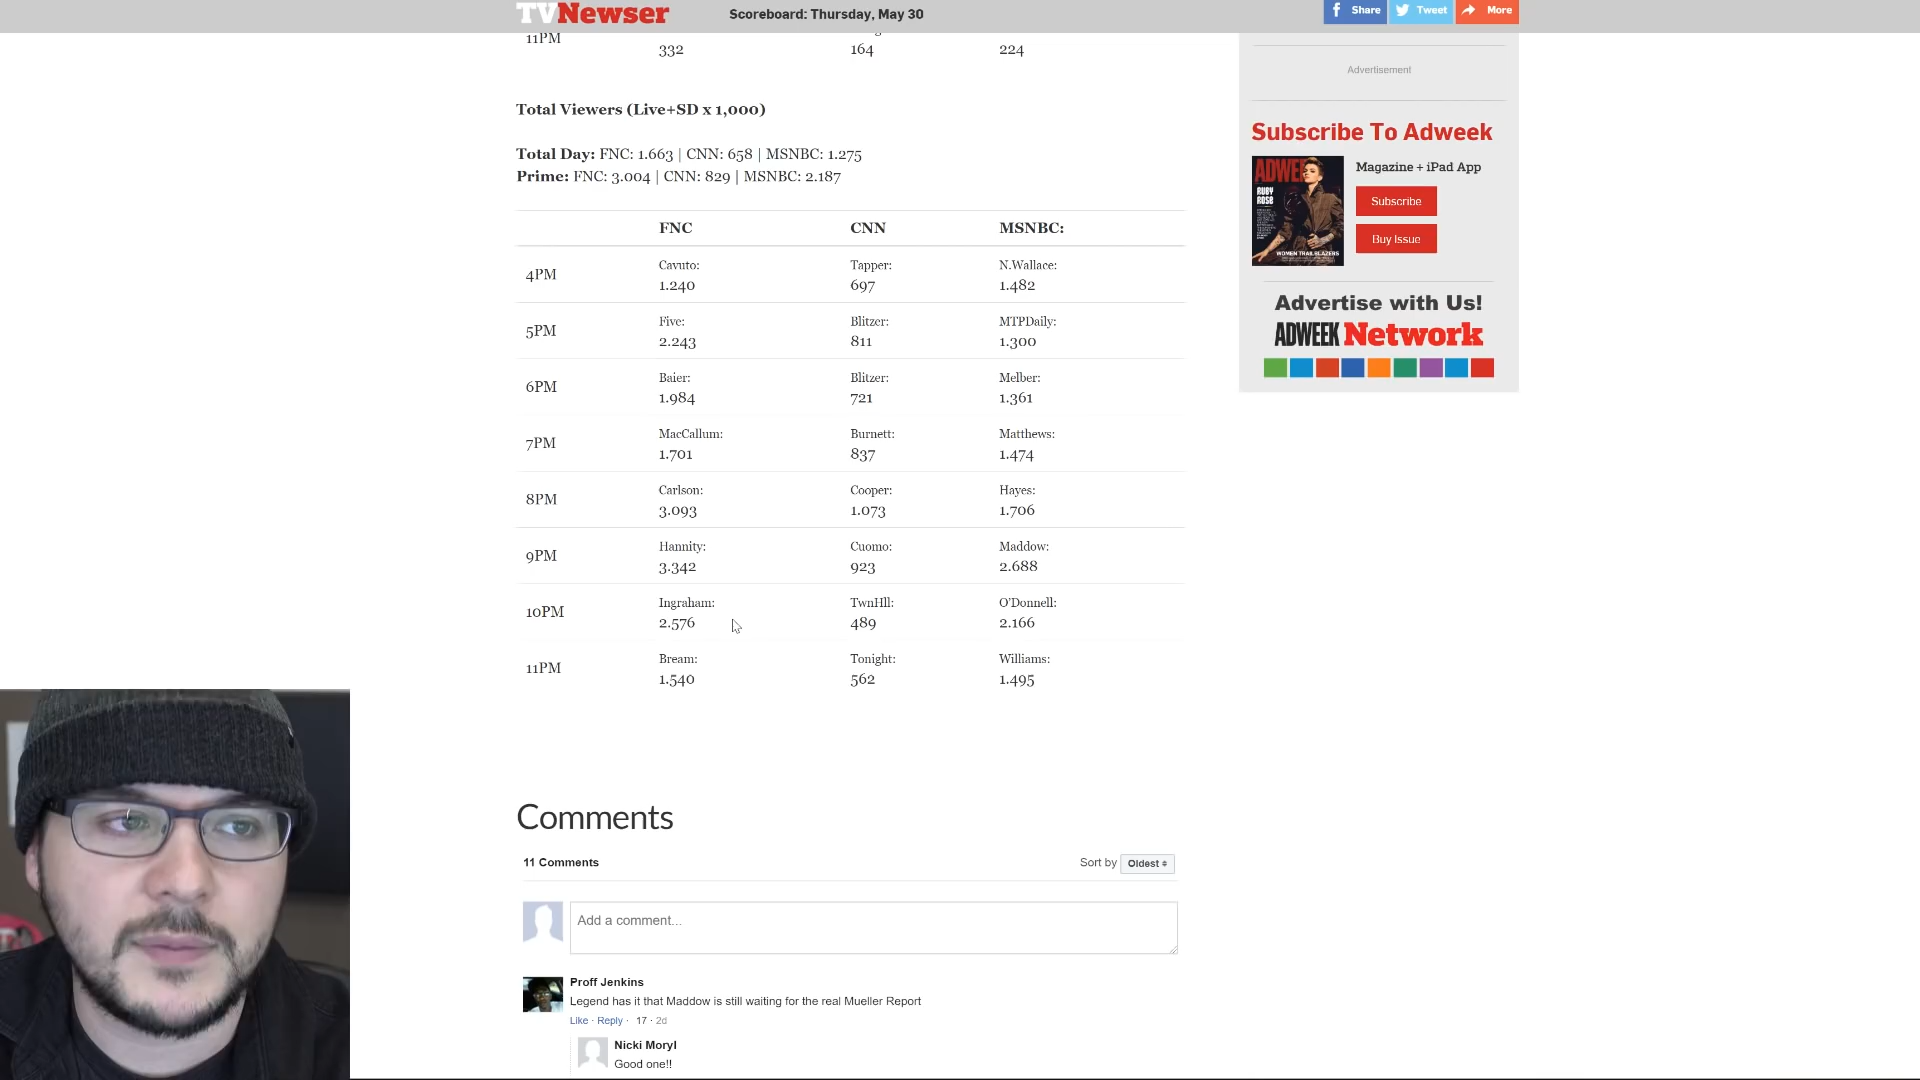 TVNewser
Scoreboard: Thursday, May 30
Share
Tweet
More
11PM
332
164
224
Advertisement
Total Viewers (Live+SD x 1,000)
Total Day: FNC: 1.663 | CNN: 658 | MSNBC: 1.275
Prime: FNC: 3.004 | CNN: 829 | MSNBC: 2.187
FNC CNN MSNBC:
4PM
Cavuto: Tapper: N.Wallace:
1.240 697 1.482
5PM
Five: Blitzer: MTPDaily:
2.243 811 1.300
6PM
Baier: Blitzer: Melber:
1.984 721 1.361
7PM
MacCallum: Burnett: Matthews:
1.701 837 1.474
8PM
Carlson: Cooper: Hayes:
3.093 1.073 1.706
9PM
Hannity: Cuomo: Maddow:
3.342 923 2.688
10PM
Ingraham: TwnHll: O'Donnell:
2.576 489 2.166
11PM
Bream: Tonight: Williams:
1.540 562 1.495
Subscribe To Adweek
ADWE
RUBY
ROSE
WOMEN TRAILBLAZERS
Magazine + iPad App
Subscribe
Buy Issue
Advertise with Us!
ADWEEK Network
Comments
11 Comments
Sort by Oldest
Add a comment...
Proff Jenkins
Legend has it that Maddow is still waiting for the real Mueller Report
Like · Reply · 17 · 2d
Nicki Moryl
Good one!!